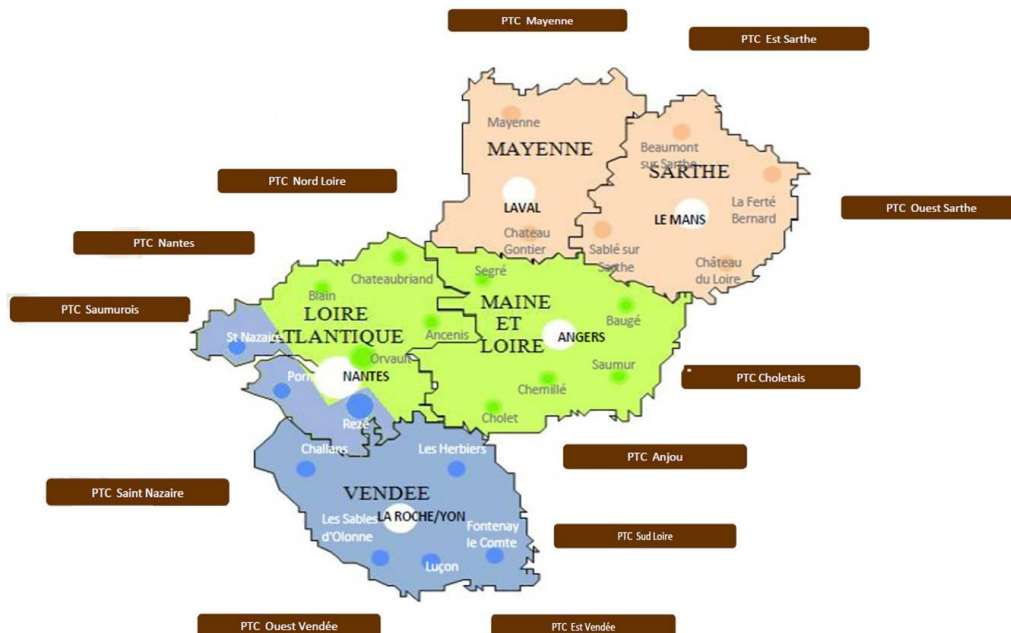 PTC Mayenne
PTC Est Sarthe
Mayenne
MAYENNE
Beaumont
sur Sarthe
SARTHE
PTC Nord Loire
LAVAL
La Ferté
Bernard
LE MANS
PTC Ouest Sarthe
PTC Nantes
Chateau
Gontier
Sablé sur
Sarthe
Château
du Loire
Chateaubriand
Segré
Blain
PTC Saumurois
LOIRE
ATLANTIQUE
MAINE
ET
LOIRE
Baugé
St Nazaire
Ancenis
ANGERS
Orvault
Saumur
Porn
NANTES
Chemillé
PTC Choletais
Cholet
Rezé
Challans
Les Herbiers
PTC Anjou
PTC Saint Nazaire
VENDEE
LA ROCHE/YON
Les Sables
d'Olonne
Fontenay
le Comte
PTC Sud Loire
Luçon
PTC Ouest Vendée
PTC Est Vendée